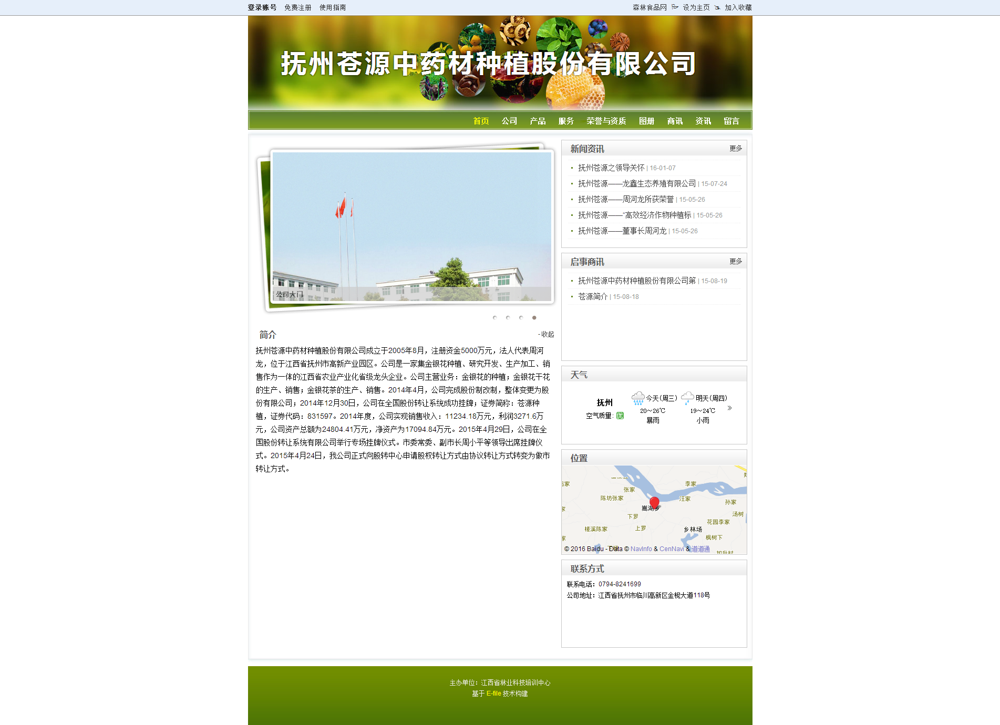 登录账号 免费注册 使用指南
森林食品网 设为主页 加入收藏
抚州苍源中药材种植股份有限公司
首页 公司 产品 服务 荣誉与资质 图册 商讯 资讯 留言
公司大门
简介
- 收起
抚州苍源中药材种植股份有限公司成立于2005年8月，注册资金5000万元，法人代表周河
龙，位于江西省抚州市高新产业园区。公司是一家集金银花种植、研究开发、生产加工、销
售作为一体的江西省农业产业化省级龙头企业。公司主营业务：金银花的种植；金银花干花
的生产、销售；金银花茶的生产、销售。2014年4月，公司完成股份制改制，整体变更为股
份有限公司；2014年12月30日，公司在全国股份转让系统成功挂牌；证券简称：苍源种
植，证券代码：831597。2014年度，公司实现销售收入：11234.18万元，利润3271.6万
元，公司资产总额为24804.41万元，净资产为17094.84万元。2015年4月29日，公司在全
国股份转让系统有限公司举行专场挂牌仪式。市委常委、副市长周小平等领导出席挂牌仪
式。2015年4月24日，我公司正式向股转中心申请股权转让方式由协议转让方式转变为做市
转让方式。
新闻资讯 更多
抚州苍源之领导关怀 | 16-01-07
抚州苍源——龙鑫生态养殖有限公司 | 15-07-24
抚州苍源——周河龙所获荣誉 | 15-05-26
抚州苍源——“高效经济作物种植标 | 15-05-26
抚州苍源——董事长周河龙 | 15-05-26
启事商讯 更多
抚州苍源中药材种植股份有限公司第 | 15-08-19
苍源简介 | 15-08-18
天气
抚州
空气质量: 优
今天(周三)
20～26℃
暴雨
明天(周四)
19～24℃
小雨
位置
李家
张家
陈坊张家
汪家
孙家
嵩湖乡
汤树
下罗
花园李家
上罗
槎溪陈家
乡林场
枫树下
© 2016 Baidu - Data © NavInfo & CenNavi & 道道通
联系方式
联系电话：0794-8241699
公司地址：江西省抚州市临川高新区金柅大道118号
主办单位：江西省林业科技培训中心
基于 E-file 技术构建